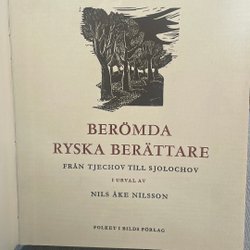 BERÖMDA
RYSKA BERÄTTARE
FRÅN TJECHOV TILL SJOLOCHOV
I URVAL AV
NILS ÅKE NILSSON
FOLKET I BILDS FÖRLAG